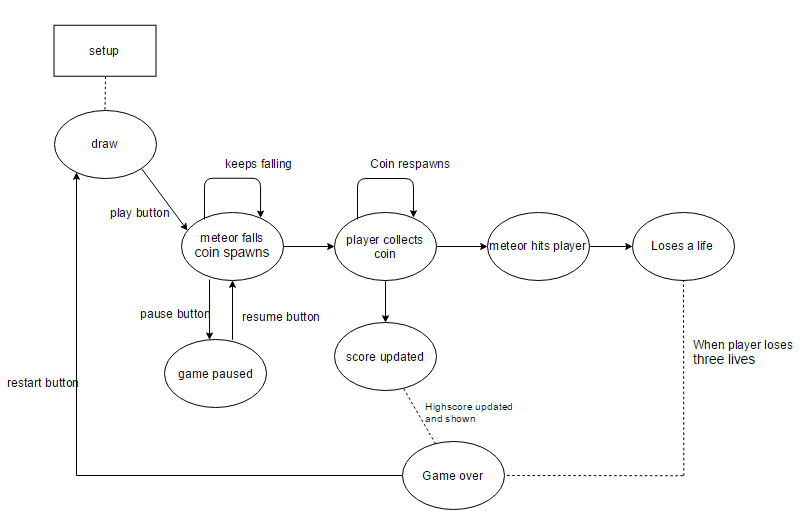 setup
draw
keeps falling
Coin respawns
play button
meteor falls
coin spawns
player collects
coin
meteor hits player
Loses a life
pause button
resume button
When player loses
three lives
score updated
game paused
restart button
Highscore updated
and shown
Game over